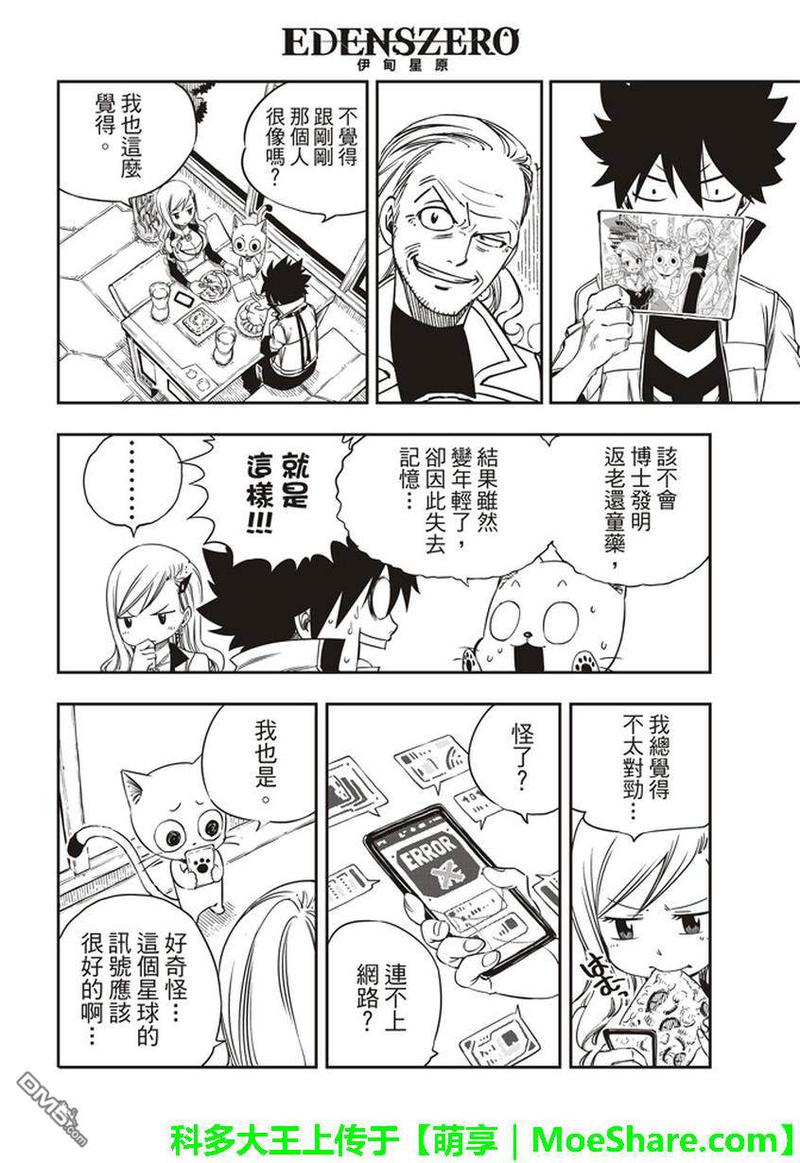 EDENSZERO
伊甸星原
不覺得
跟剛剛
那個人
很像嗎？
我也這麼
覺得。
該不會
博士發明
返老還童藥，
結果雖然
變年輕了，
卻因此失去
記憶…
就是
這樣!!!
………
我總覺得
不太對勁…
はむっ
怪了？
ERROR
連不上
網路？
我也是。
好奇怪…
這個星球的
訊號應該
很好的啊…
DM5
.com
科多大王上传于【萌享｜MoeShare.com】